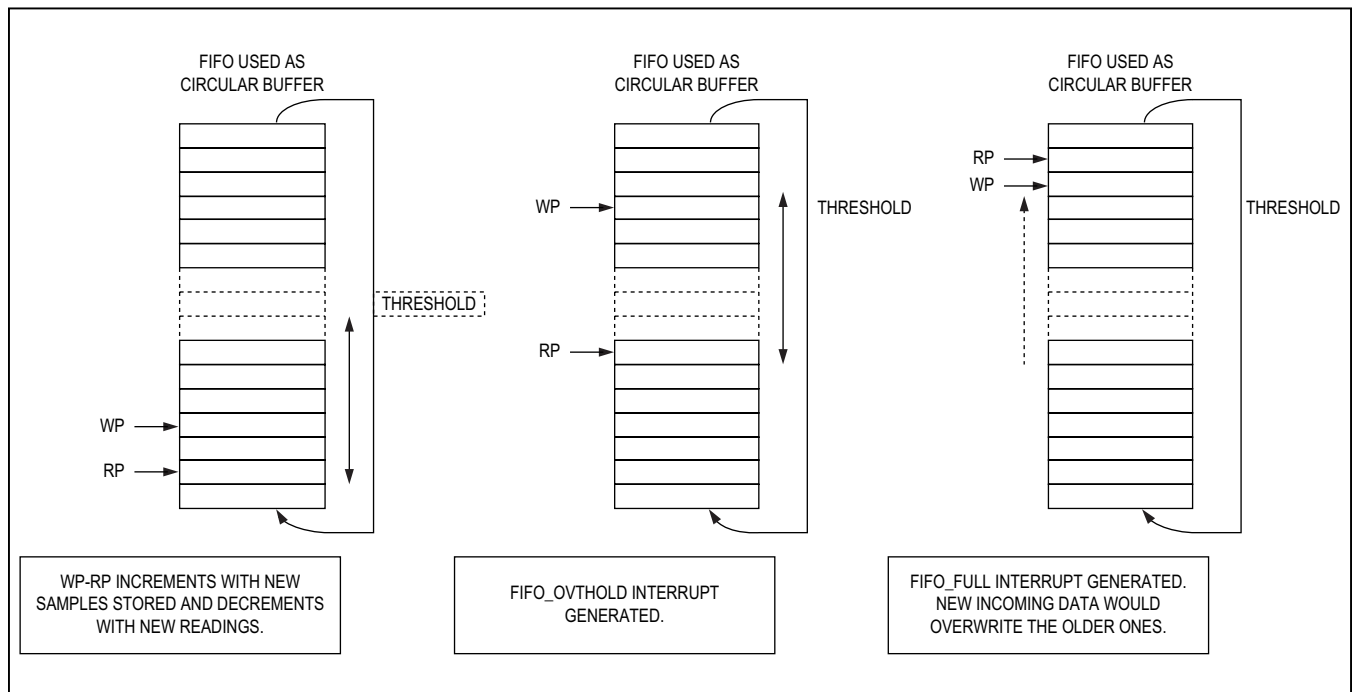 FIFO USED AS
CIRCULAR BUFFER
WP
RP
THRESHOLD
WP-RP INCREMENTS WITH NEW
SAMPLES STORED AND DECREMENTS
WITH NEW READINGS.
FIFO USED AS
CIRCULAR BUFFER
WP
RP
THRESHOLD
FIFO_OVTHOLD INTERRUPT
GENERATED.
FIFO USED AS
CIRCULAR BUFFER
RP
WP
THRESHOLD
FIFO_FULL INTERRUPT GENERATED.
NEW INCOMING DATA WOULD
OVERWRITE THE OLDER ONES.